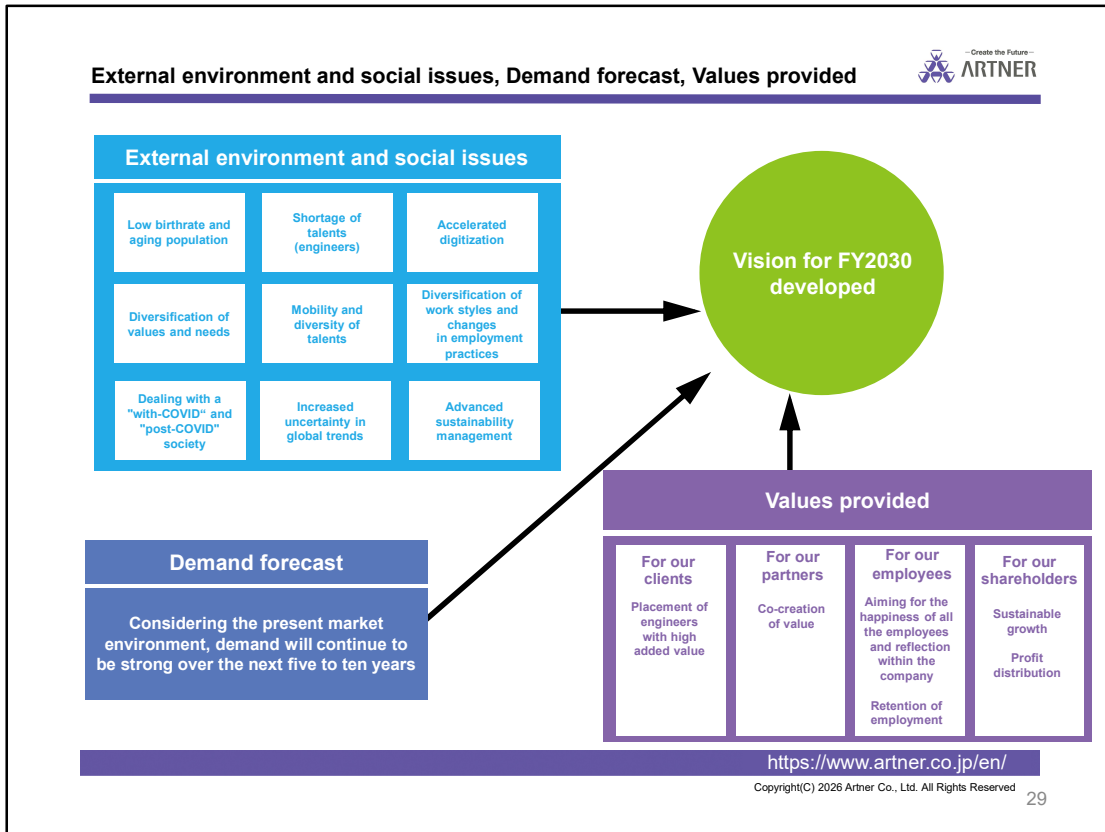 External environment and social issues, Demand forecast, Values provided
—Create the Future—
ARTNER
External environment and social issues
Low birthrate and
aging population
Shortage of
talents
(engineers)
Accelerated
digitization
Diversification of
values and needs
Mobility and
diversity of
talents
Diversification of
work styles and
changes
in employment
practices
Dealing with a
"with-COVID“ and
"post-COVID"
society
Increased
uncertainty in
global trends
Advanced
sustainability
management
Vision for FY2030
developed
Demand forecast
Considering the present market
environment, demand will continue to
be strong over the next five to ten years
Values provided
For our
clients
Placement of
engineers
with high
added value
For our
partners
Co-creation
of value
For our
employees
Aiming for the
happiness of all
the employees
and reflection
within the
company
Retention of
employment
For our
shareholders
Sustainable
growth
Profit
distribution
https://www.artner.co.jp/en/
Copyright(C) 2026 Artner Co., Ltd. All Rights Reserved
29